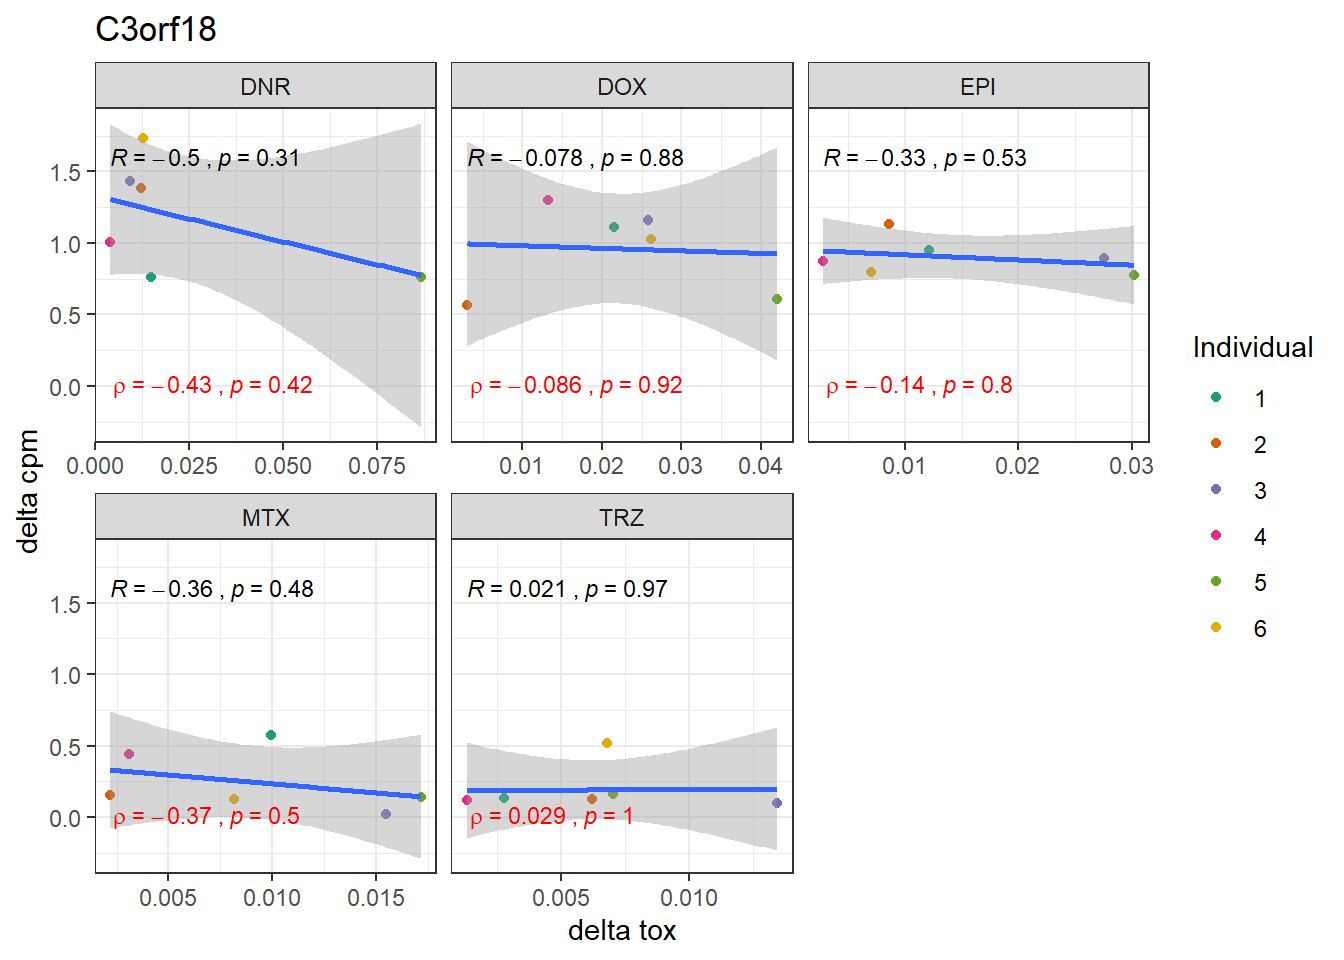 C3orf18
DNR
DOX
EPI
R = −0.5 , p = 0.31
R = −0.078 , p = 0.88
R = −0.33 , p = 0.53
1.5
1.0
0.5
0.0
ρ = −0.43 , p = 0.42
ρ = −0.086 , p = 0.92
ρ = −0.14 , p = 0.8
0.000 0.025 0.050 0.075
0.01 0.02 0.03 0.04
0.01 0.02 0.03
MTX
TRZ
R = −0.36 , p = 0.48
R = 0.021 , p = 0.97
1.5
1.0
0.5
0.0
ρ = −0.37 , p = 0.5
ρ = 0.029 , p = 1
0.005 0.010 0.015
0.005 0.010
delta tox
delta cpm
Individual
1
2
3
4
5
6